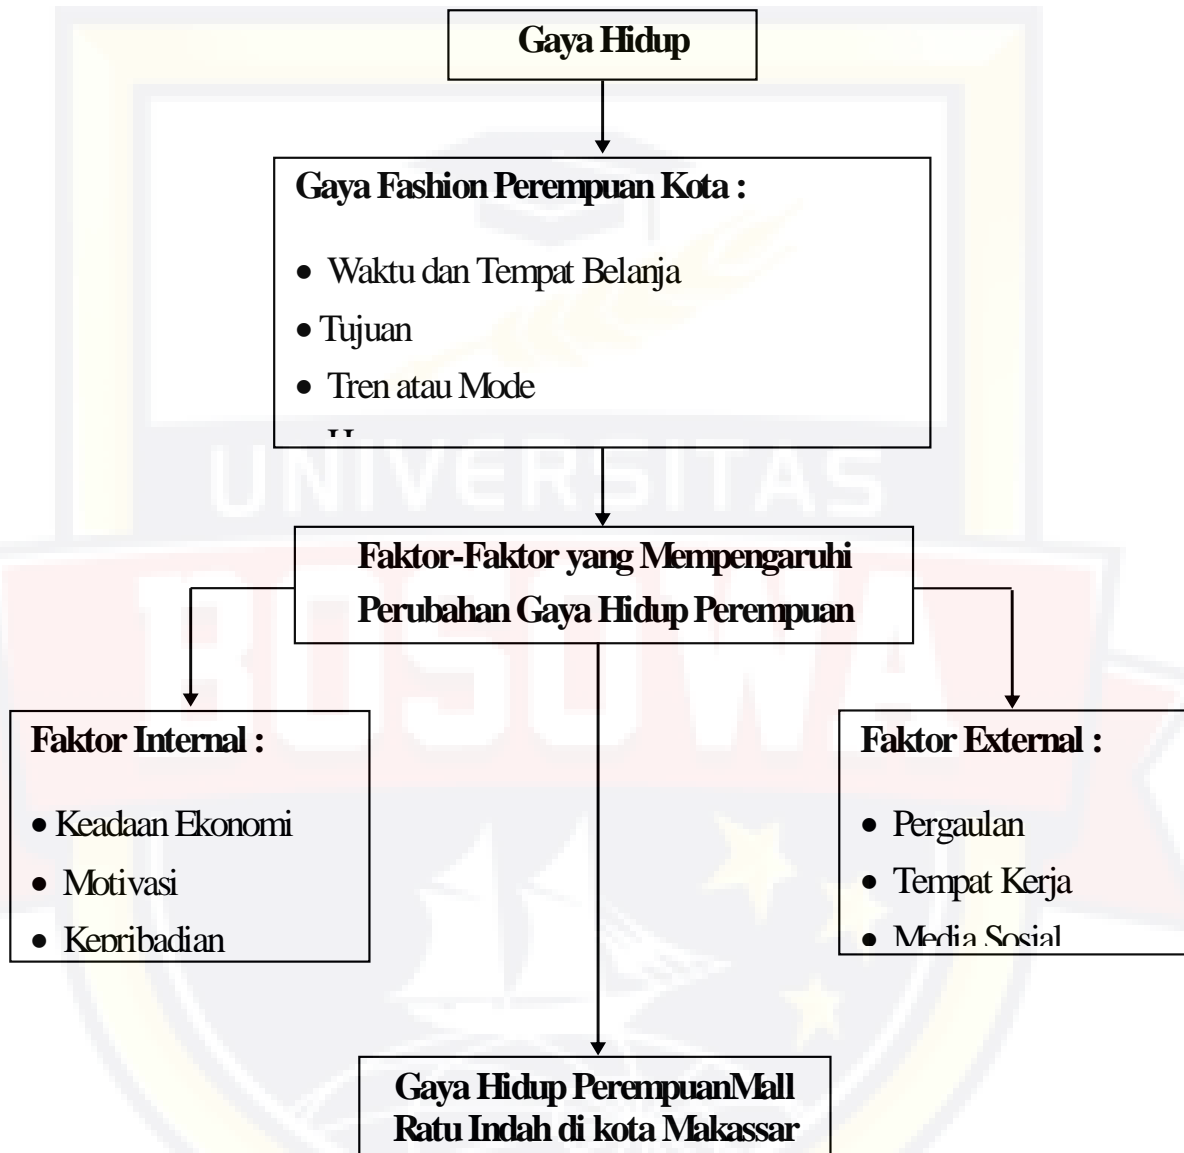 Gaya Hidup
Gaya Fashion Perempuan Kota :
• Waktu dan Tempat Belanja
• Tujuan
• Tren atau Mode
UNIVERSITAS
Faktor-Faktor yang Mempengaruhi
Perubahan Gaya Hidup Perempuan
BOSOWA
Faktor Internal :
• Keadaan Ekonomi
• Motivasi
• Kepribadian
Faktor External :
• Pergaulan
• Tempat Kerja
• Media Sosial
Gaya Hidup PerempuanMall
Ratu Indah di kota Makassar